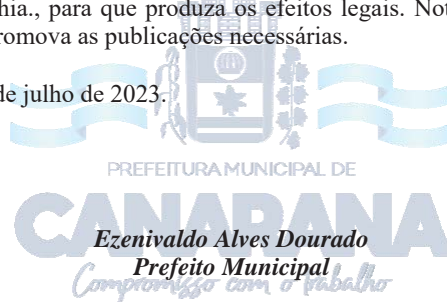 hia., para que produza os efeitos legais. Not
romova as publicações necessárias.
de julho de 2023.
PREFEITURA MUNICIPAL DE
CANARANA
Ezenivaldo Alves Dourado
Prefeito Municipal
Compromisso com o trabalho